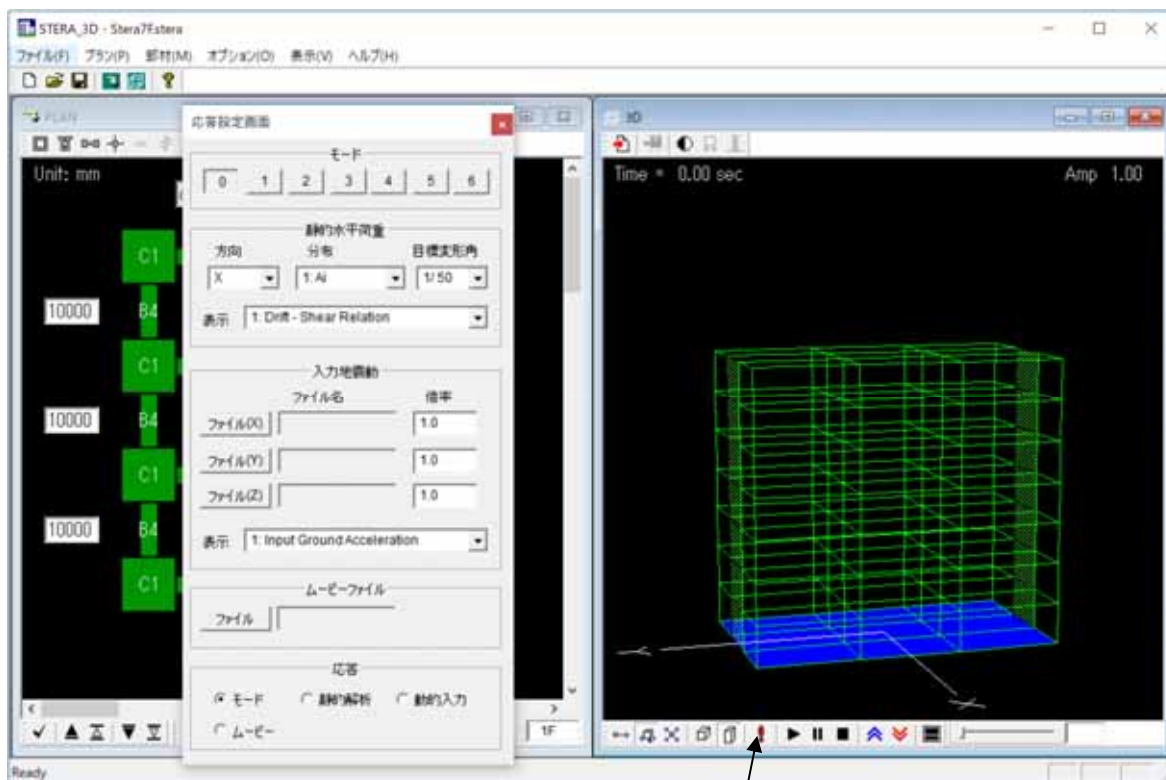 STERA_3D - Stera7Estera
ファイル(F) プラン(P) 部材(M) オプション(O) 表示(V) ヘルプ(H)
PLAN
Unit: mm
C1
10000 B4
C1
10000 B4
C1
10000 B4
C1
1F
応答設定画面
モード
0 1 2 3 4 5 6
静的水平荷重
方向 分布 目標変形角
X 1: Ai 1/ 50
表示 1: Drift - Shear Relation
入力地震動
ファイル名 倍率
ファイル(X) 1.0
ファイル(Y) 1.0
ファイル(Z) 1.0
表示 1: Input Ground Acceleration
ムービーファイル
ファイル
応答
モード 静的解析 動的入力
ムービー
3D
Time = 0.00 sec Amp 1.00
Y
X
Ready